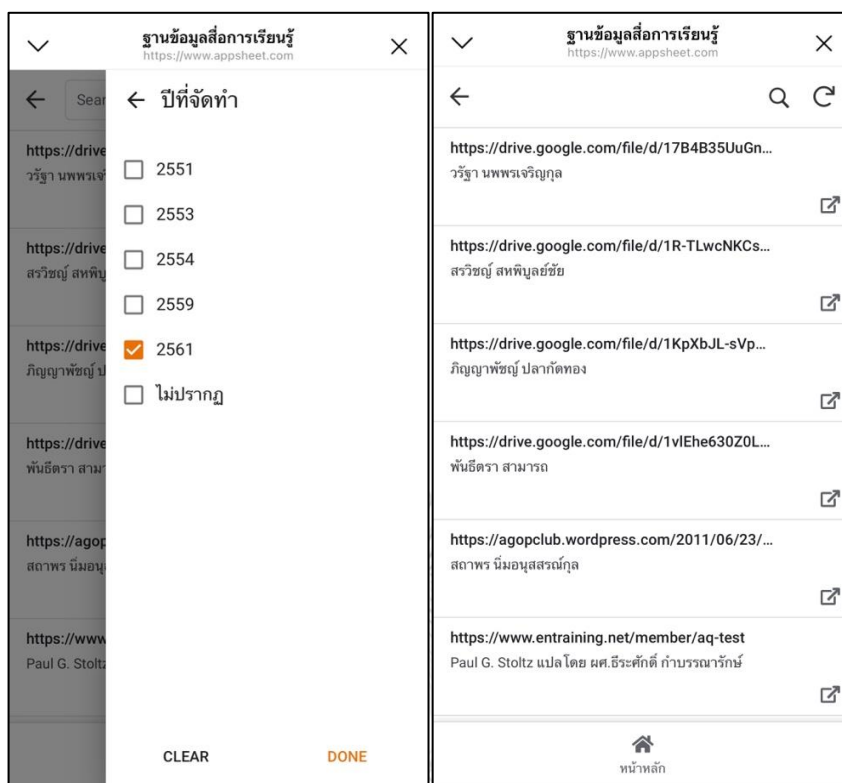 ฐานข้อมูลสื่อการเรียนรู้
https://www.appsheet.com
Sear
ปีที่จัดทำ
https://drive
วรัฐา นพพรเจ
2551
2553
https://drive
สรวิชญ์ สหพิบู
2554
2559
https://drive
ภิญญาพัชญ์ ป
2561
ไม่ปรากฏ
https://drive
พันธีตรา สามา
https://agop
สถาพร นิ่มอนุ
https://www
Paul G. Stoltz
CLEAR
DONE
ฐานข้อมูลสื่อการเรียนรู้
https://www.appsheet.com
https://drive.google.com/file/d/17B4B35UuGn...
วรัฐา นพพรเจริญกุล
https://drive.google.com/file/d/1R-TLwcNKCs...
สรวิชญ์ สหพิบูลย์ชัย
https://drive.google.com/file/d/1KpXbJL-sVp...
ภิญญาพัชญ์ ปลากัดทอง
https://drive.google.com/file/d/1vlEhe630Z0L...
พันธีตรา สามารถ
https://agopclub.wordpress.com/2011/06/23/...
สถาพร นิ่มอนุสสรณ์กุล
https://www.entraining.net/member/aq-test
Paul G. Stoltz แปลโดย ผศ.ธีระศักดิ์ กำบรรณารักษ์
หน้าหลัก